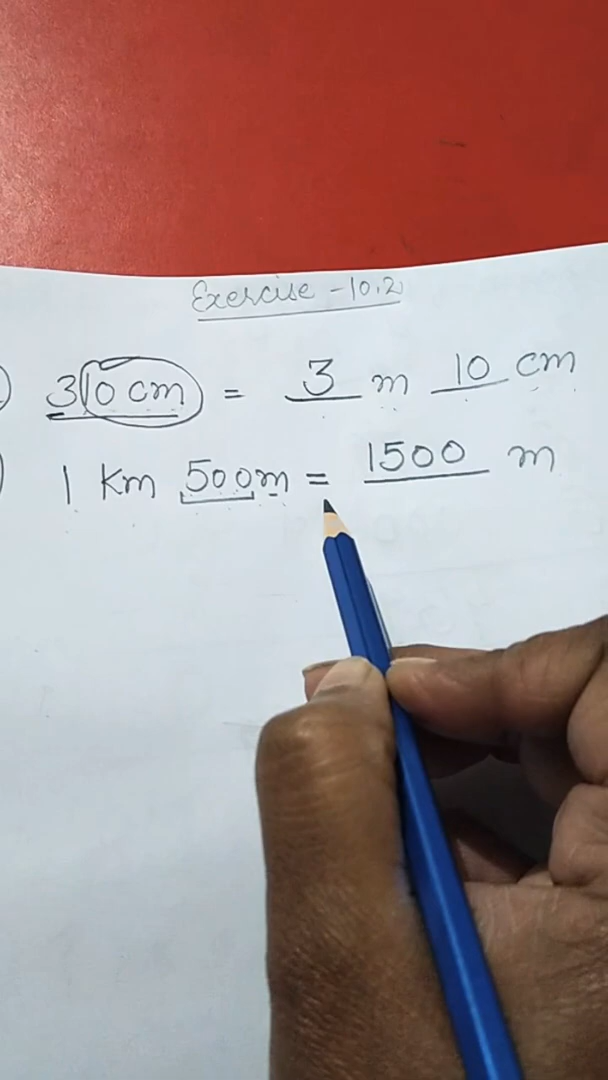 Exercise - 10.2
) 310 cm = 3 m 10 cm
) 1 Km 500m = 1500 m